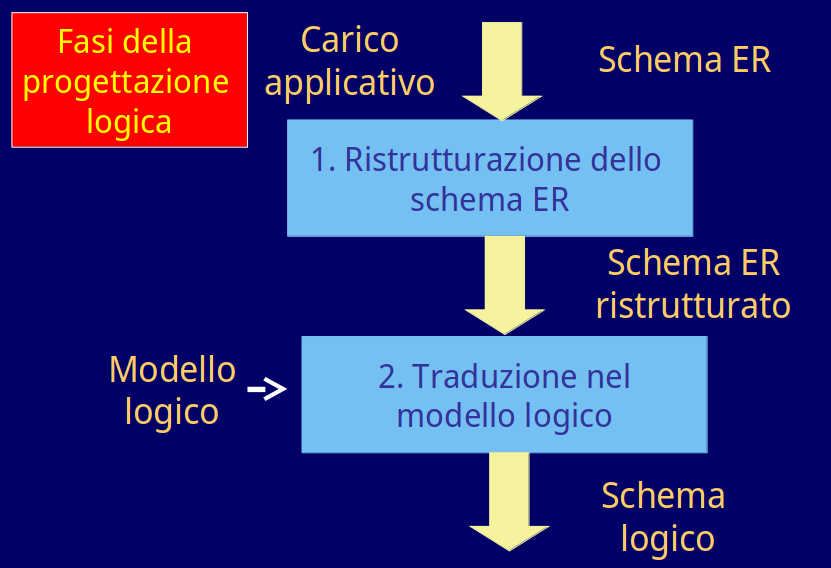 Fasi della
progettazione
logica
Carico
applicativo
Schema ER
1. Ristrutturazione dello
schema ER
Schema ER
ristrutturato
Modello
logico
2. Traduzione nel
modello logico
Schema
logico